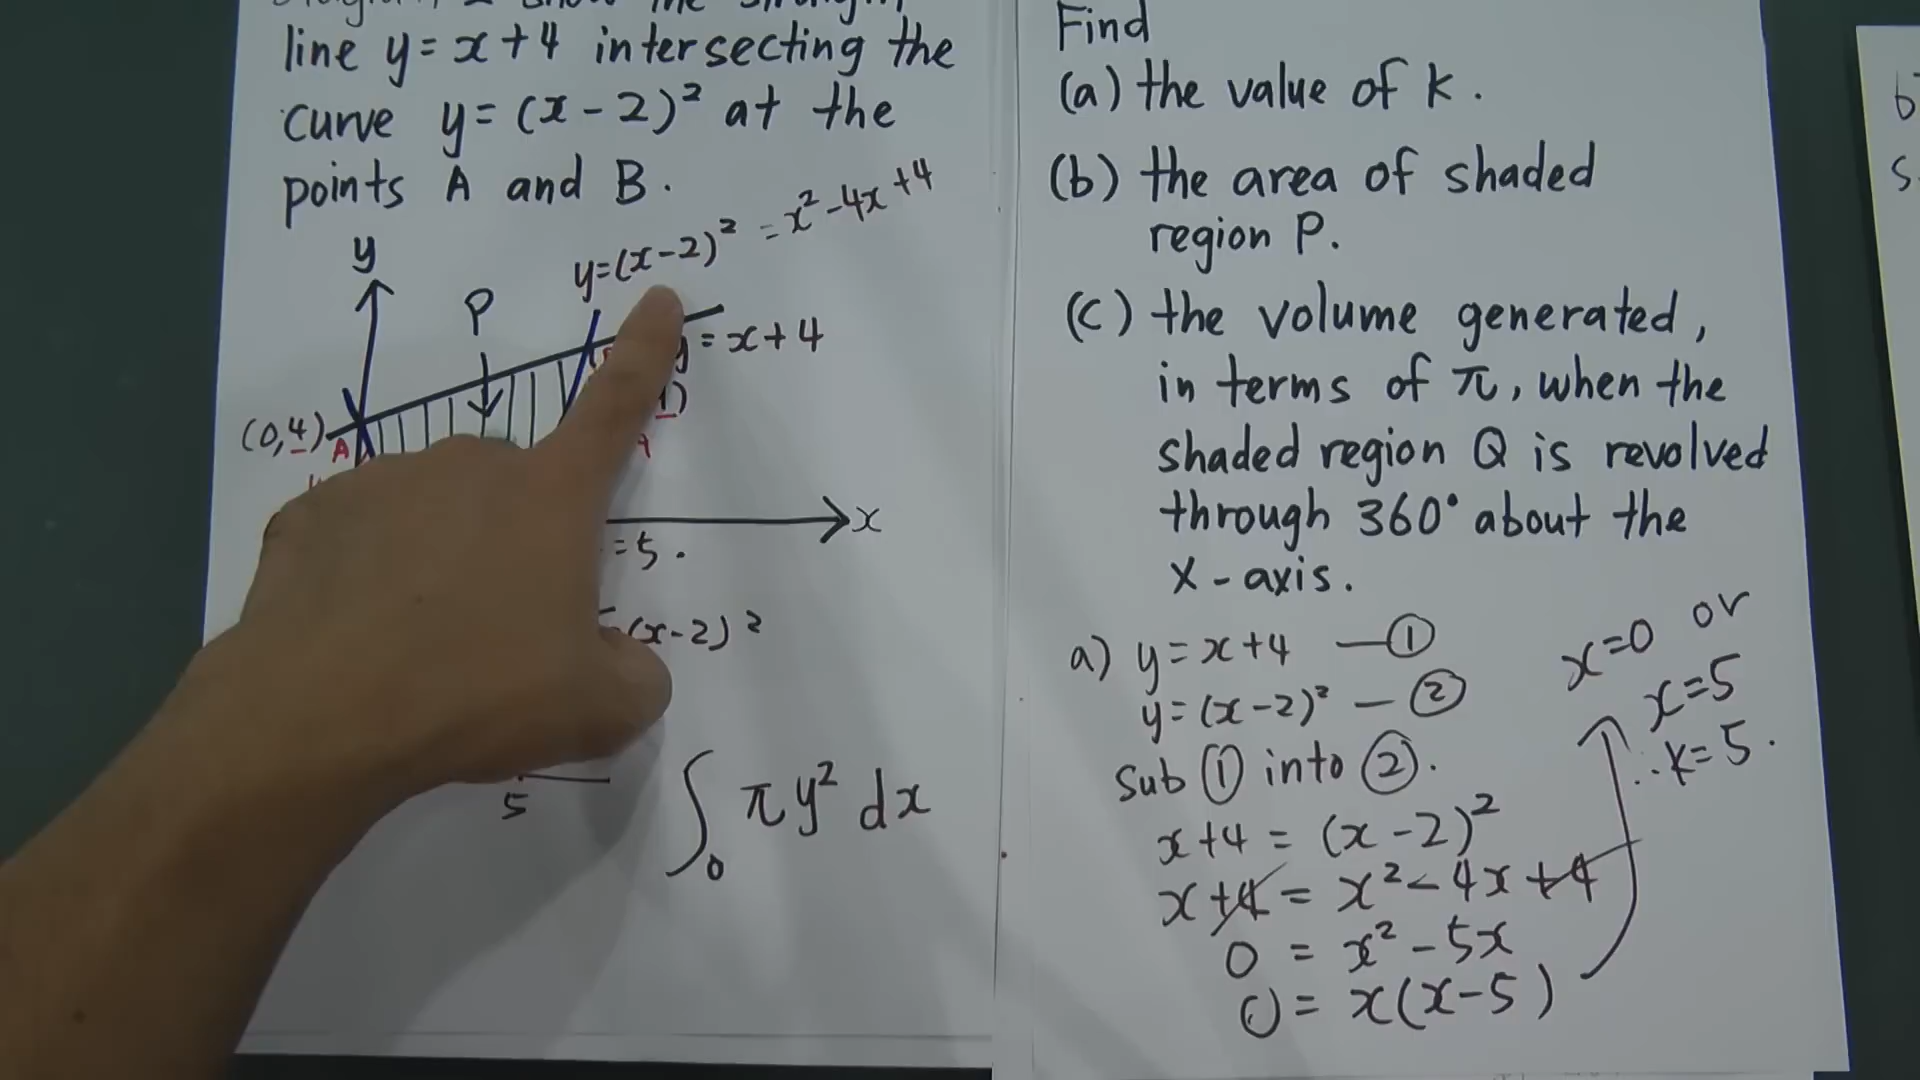 line y = x + 4 intersecting the
curve y = (x - 2)² at the
points A and B.
y=(x-2)² = x² - 4x + 4
y
P
= x + 4
(0,4)
A
x
= 5.
(x-2)²
5
∫₀ πy² dx
Find
(a) the value of k.
(b) the area of shaded
region P.
(c) the volume generated,
in terms of π, when the
shaded region Q is revolved
through 360° about the
x-axis.
a) y = x + 4 — ①
y = (x - 2)² — ②
Sub ① into ②.
x + 4 = (x - 2)²
x + 4 = x² - 4x + 4
0 = x² - 5x
0 = x(x - 5)
x=0 or
x=5
∴ k=5.